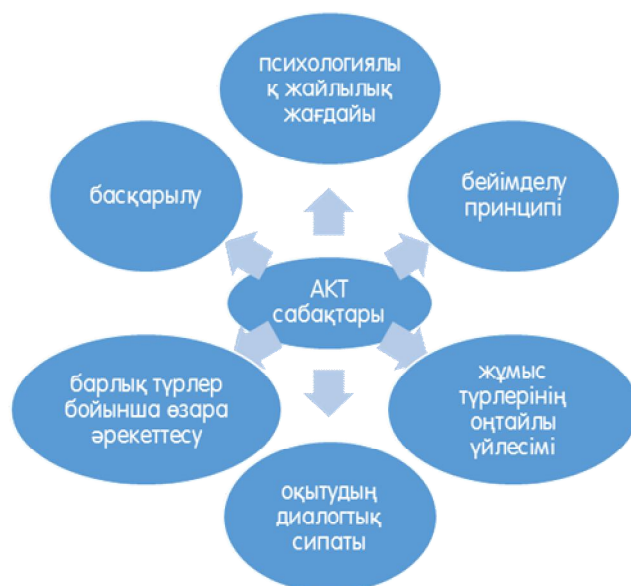 психологиялы
қ жайлылық
жағдайы
басқарылу
бейімделу
принципі
АКТ
сабақтары
барлық түрлер
бойынша өзара
әрекеттесу
жұмыс
түрлерінің
оңтайлы
үйлесімі
оқытудың
диалогтық
сипаты